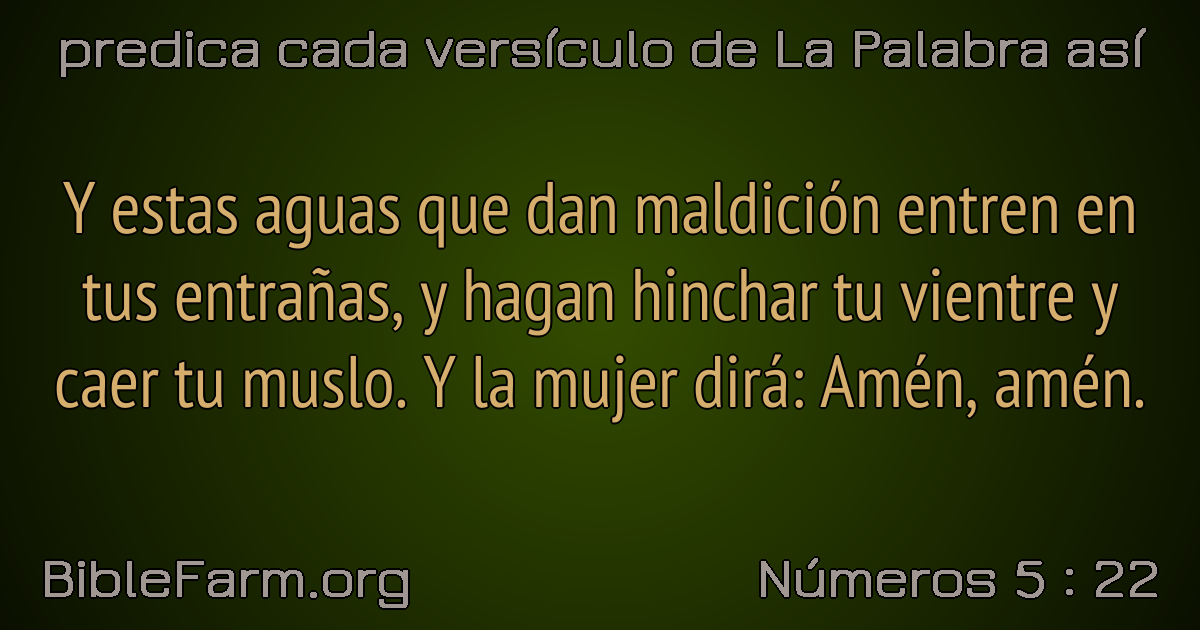 predica cada versículo de La Palabra así
Y estas aguas que dan maldición entren en
tus entrañas, y hagan hinchar tu vientre y
caer tu muslo. Y la mujer dirá: Amén, amén.
BibleFarm.org
Números 5 : 22